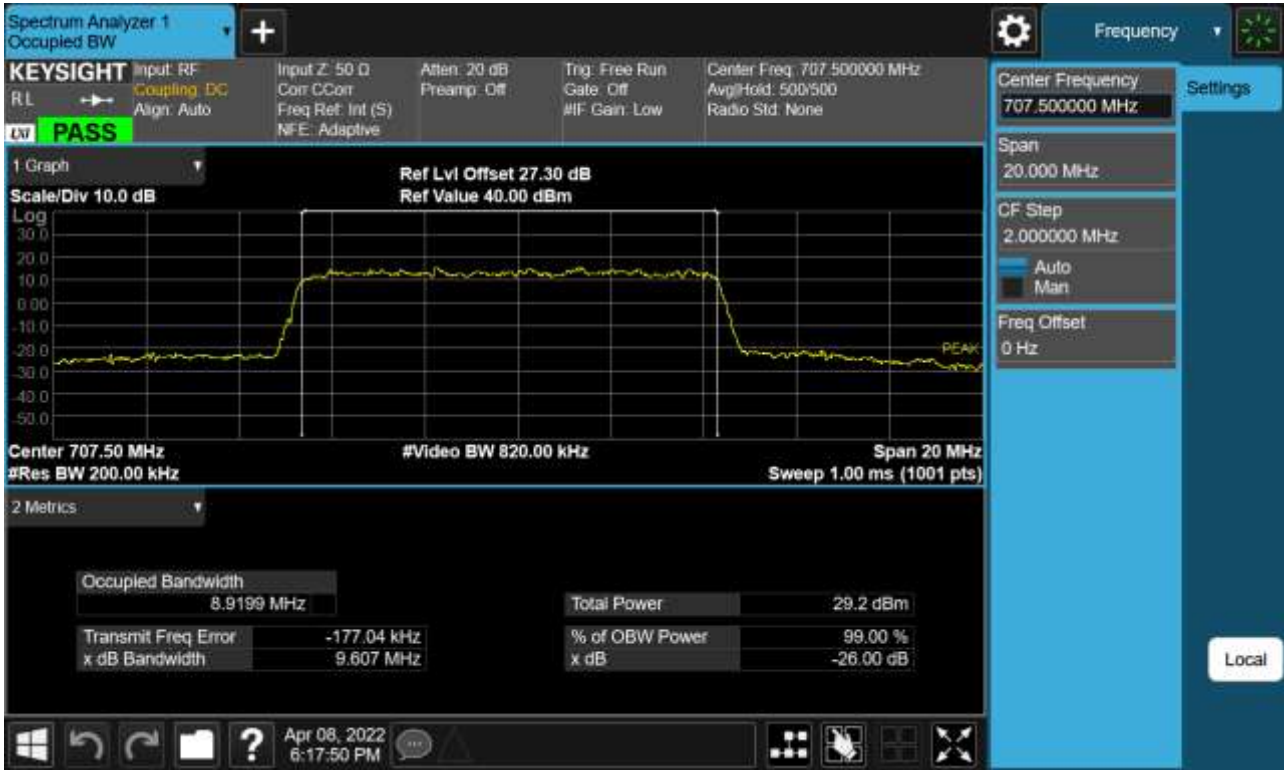 Spectrum Analyzer 1
Occupied BW
+
Frequency
KEYSIGHT
RL
LXI
PASS
Input: RF
Coupling: DC
Align: Auto
Input Z: 50 Ω
Corr CCorr
Freq Ref: Int (S)
NFE: Adaptive
Atten: 20 dB
Preamp: Off
Trig: Free Run
Gate: Off
#IF Gain: Low
Center Freq: 707.500000 MHz
Avg|Hold: 500/500
Radio Std: None
Center Frequency
707.500000 MHz
Settings
Span
20.000 MHz
CF Step
2.000000 MHz
Auto
Man
Freq Offset
0 Hz
Local
1 Graph
Scale/Div 10.0 dB
Ref Lvl Offset 27.30 dB
Ref Value 40.00 dBm
Log
30.0
20.0
10.0
0.00
-10.0
-20.0
-30.0
-40.0
-50.0
PEAK
Center 707.50 MHz
#Video BW 820.00 kHz
Span 20 MHz
#Res BW 200.00 kHz
Sweep 1.00 ms (1001 pts)
2 Metrics
Occupied Bandwidth
8.9199 MHz
Total Power 29.2 dBm
Transmit Freq Error -177.04 kHz
% of OBW Power 99.00 %
x dB Bandwidth 9.607 MHz
x dB -26.00 dB
?
Apr 08, 2022
6:17:50 PM